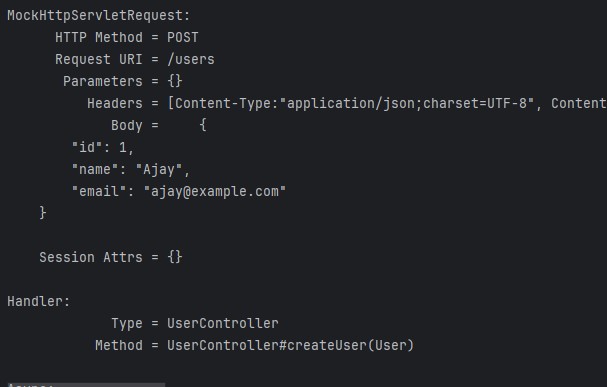 MockHttpServletRequest:
HTTP Method = POST
Request URI = /users
Parameters = {}
Headers = [Content-Type:"application/json;charset=UTF-8", Content
Body =     {
"id": 1,
"name": "Ajay",
"email": "ajay@example.com"
}
Session Attrs = {}
Handler:
Type = UserController
Method = UserController#createUser(User)